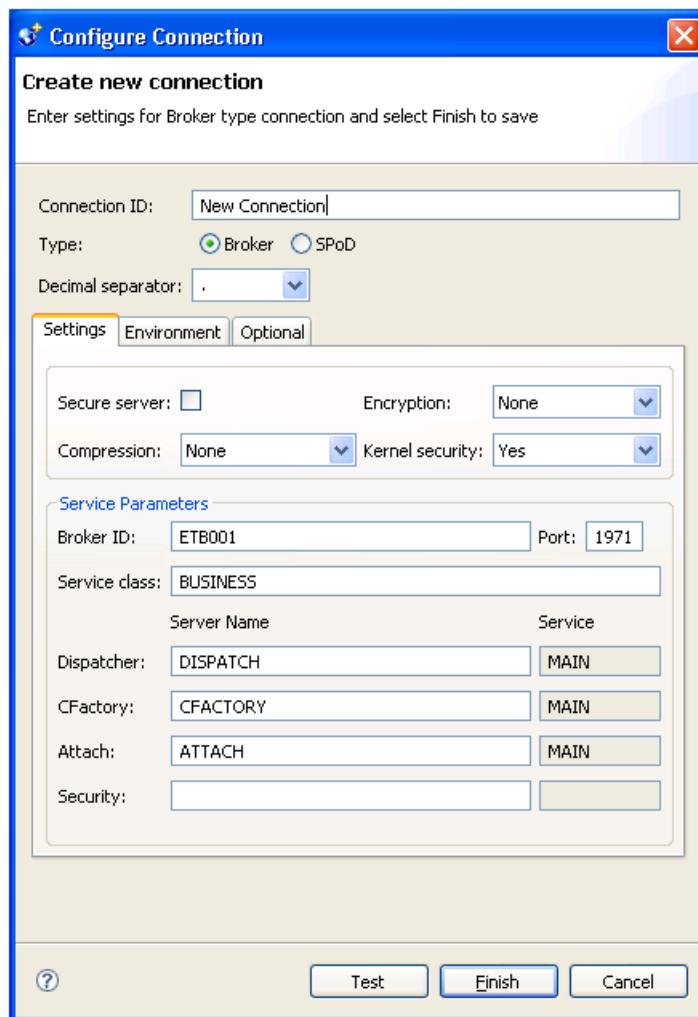 Configure Connection
Create new connection
Enter settings for Broker type connection and select Finish to save
Connection ID: New Connection
Type: Broker SPoD
Decimal separator: .
Settings Environment Optional
Secure server: Encryption: None
Compression: None Kernel security: Yes
Service Parameters
Broker ID: ETB001 Port: 1971
Service class: BUSINESS
Server Name Service
Dispatcher: DISPATCH MAIN
CFactory: CFACTORY MAIN
Attach: ATTACH MAIN
Security:
? Test Finish Cancel